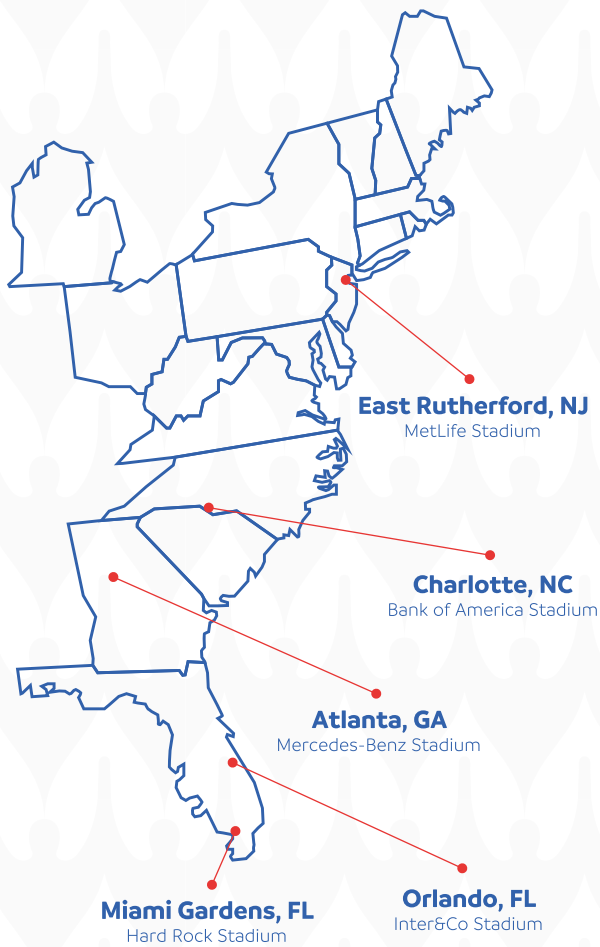 East Rutherford, NJ
MetLife Stadium
Charlotte, NC
Bank of America Stadium
Atlanta, GA
Mercedes-Benz Stadium
Orlando, FL
Inter&Co Stadium
Miami Gardens, FL
Hard Rock Stadium